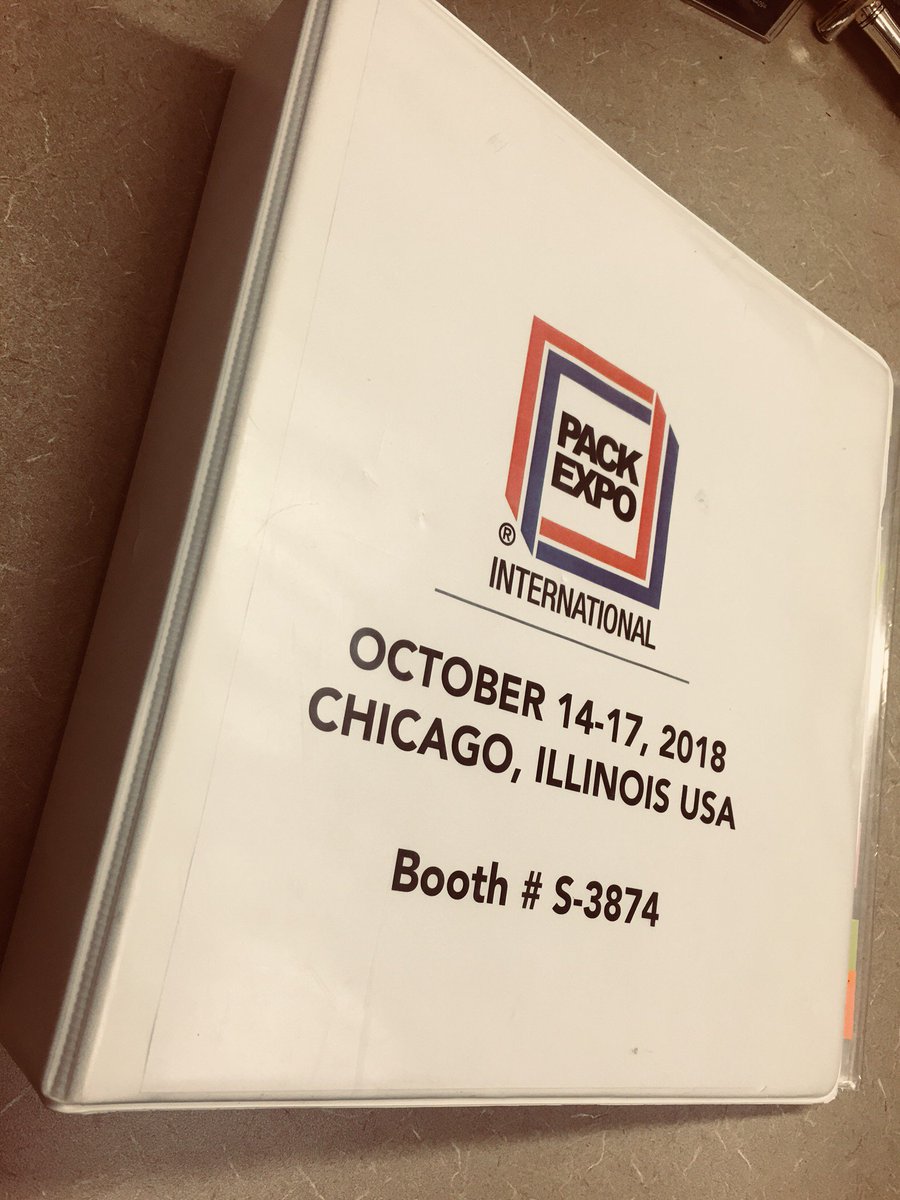 PACK
EXPO
®
INTERNATIONAL
OCTOBER 14-17, 2018
CHICAGO, ILLINOIS USA
Booth # S-3874